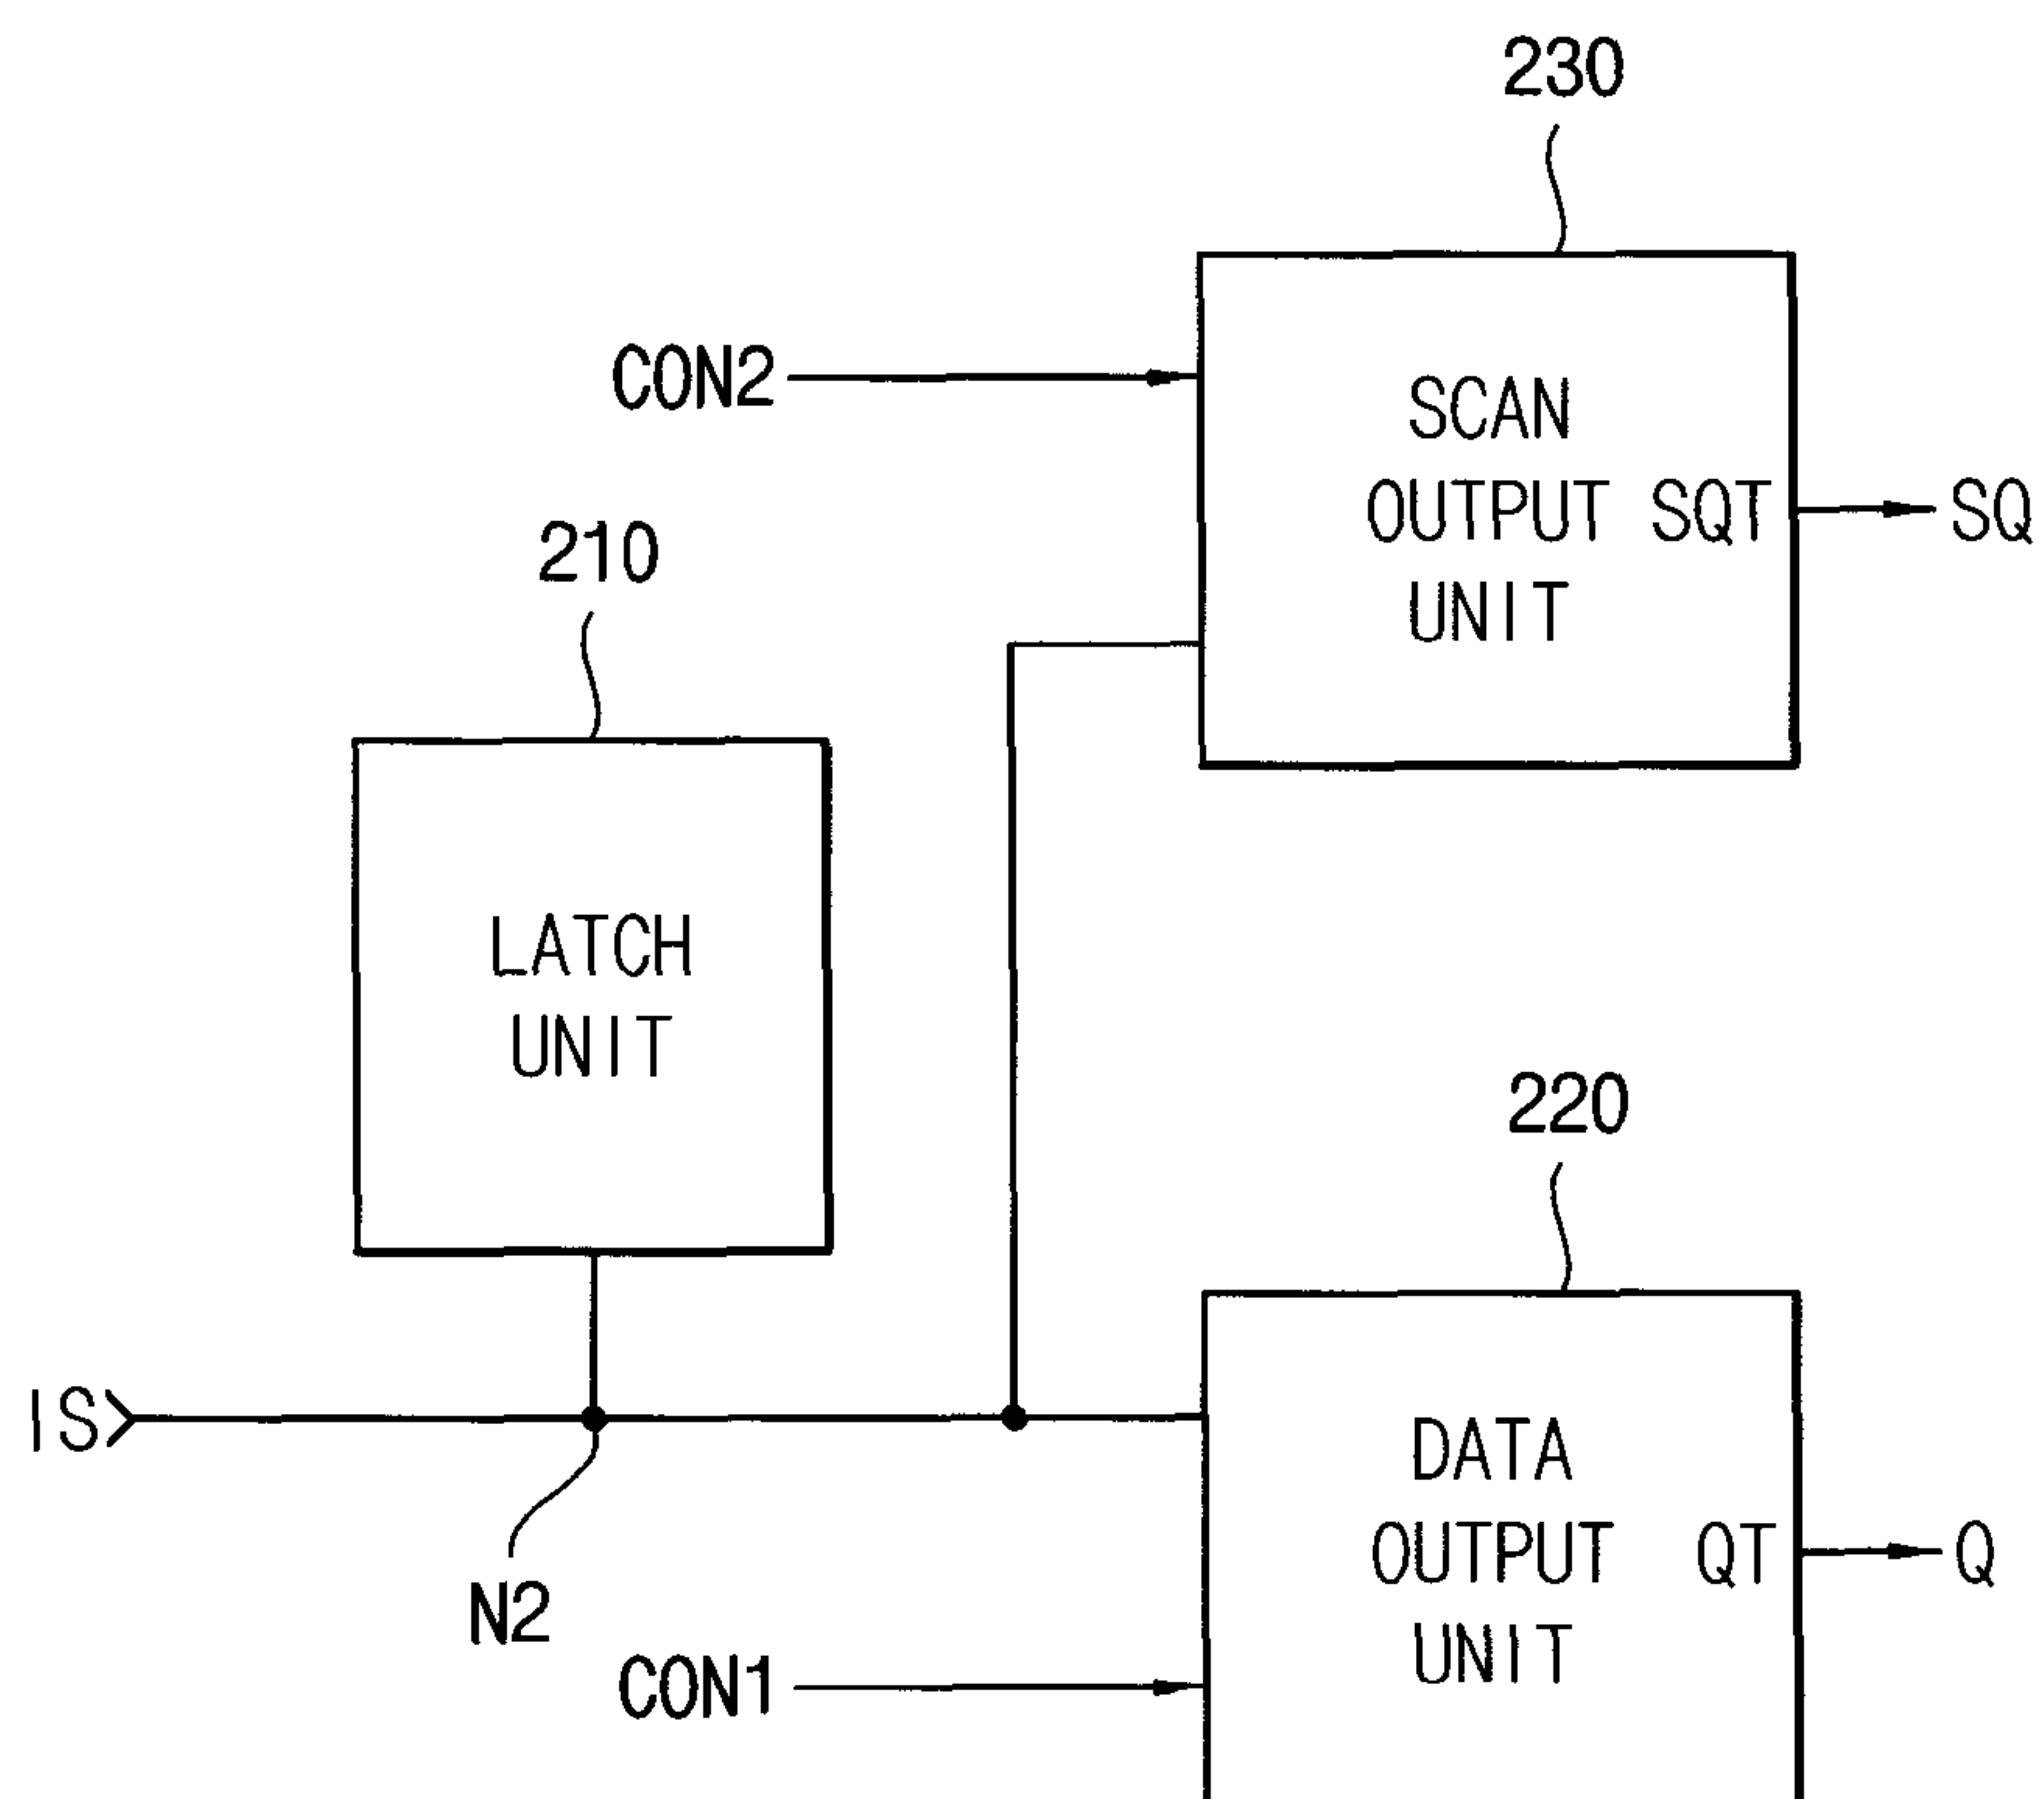 230
CON2
SCAN
OUTPUT SQT
UNIT
SQ
210
LATCH
UNIT
220
IS
N2
DATA
OUTPUT QT
UNIT
Q
CON1